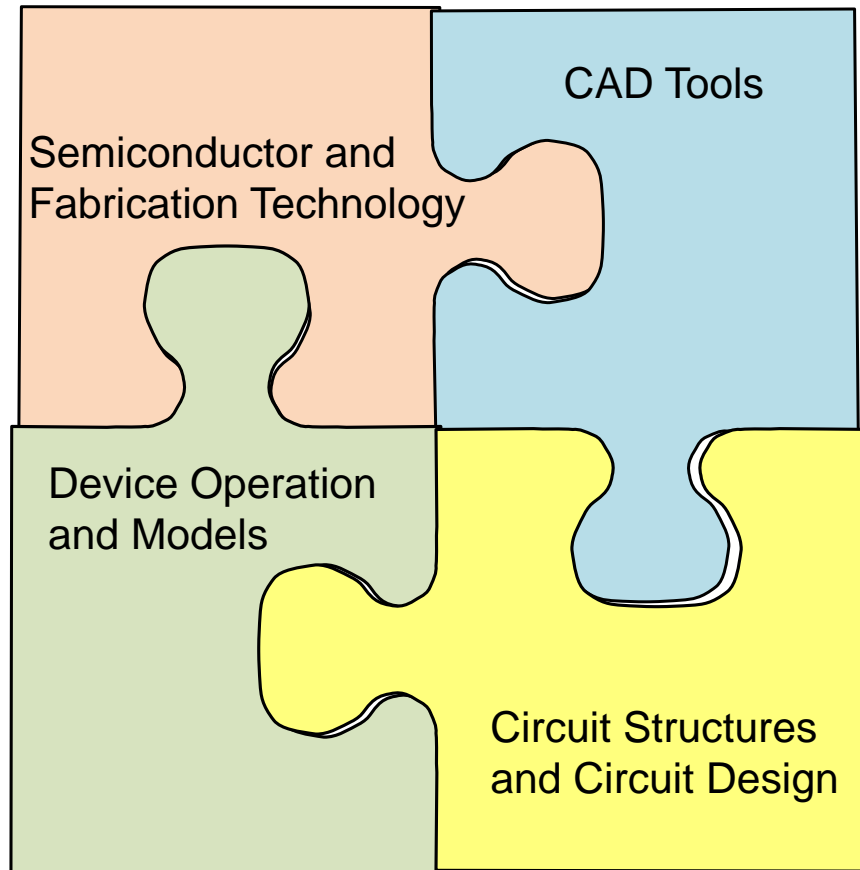 CAD Tools
Semiconductor and
Fabrication Technology
Device Operation
and Models
Circuit Structures
and Circuit Design